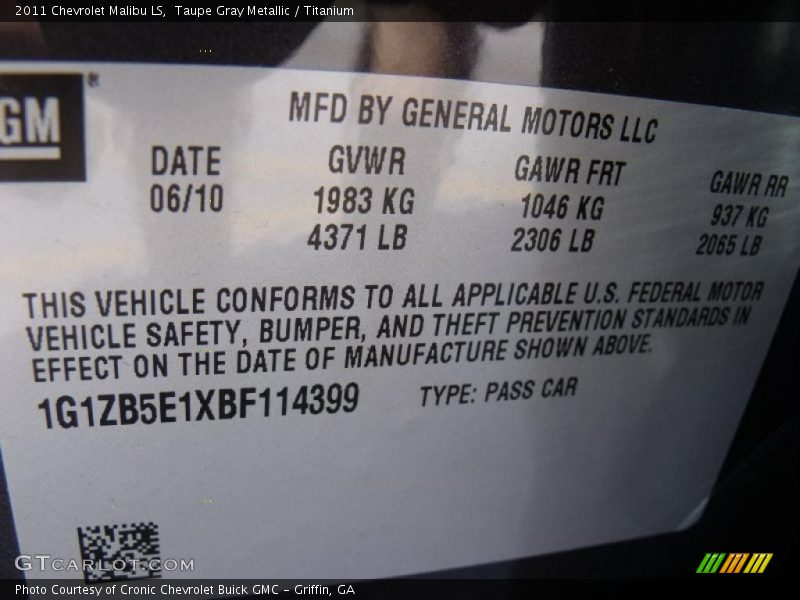 2011 Chevrolet Malibu LS, Taupe Gray Metallic / Titanium
GM ®
MFD BY GENERAL MOTORS LLC
DATE GVWR GAWR FRT GAWR RR
06/10 1983 KG 1046 KG 937 KG
4371 LB 2306 LB 2065 LB
THIS VEHICLE CONFORMS TO ALL APPLICABLE U.S. FEDERAL MOTOR
VEHICLE SAFETY, BUMPER, AND THEFT PREVENTION STANDARDS IN
EFFECT ON THE DATE OF MANUFACTURE SHOWN ABOVE.
1G1ZB5E1XBF114399 TYPE: PASS CAR
GTCARLOT.COM
Photo Courtesy of Cronic Chevrolet Buick GMC – Griffin, GA